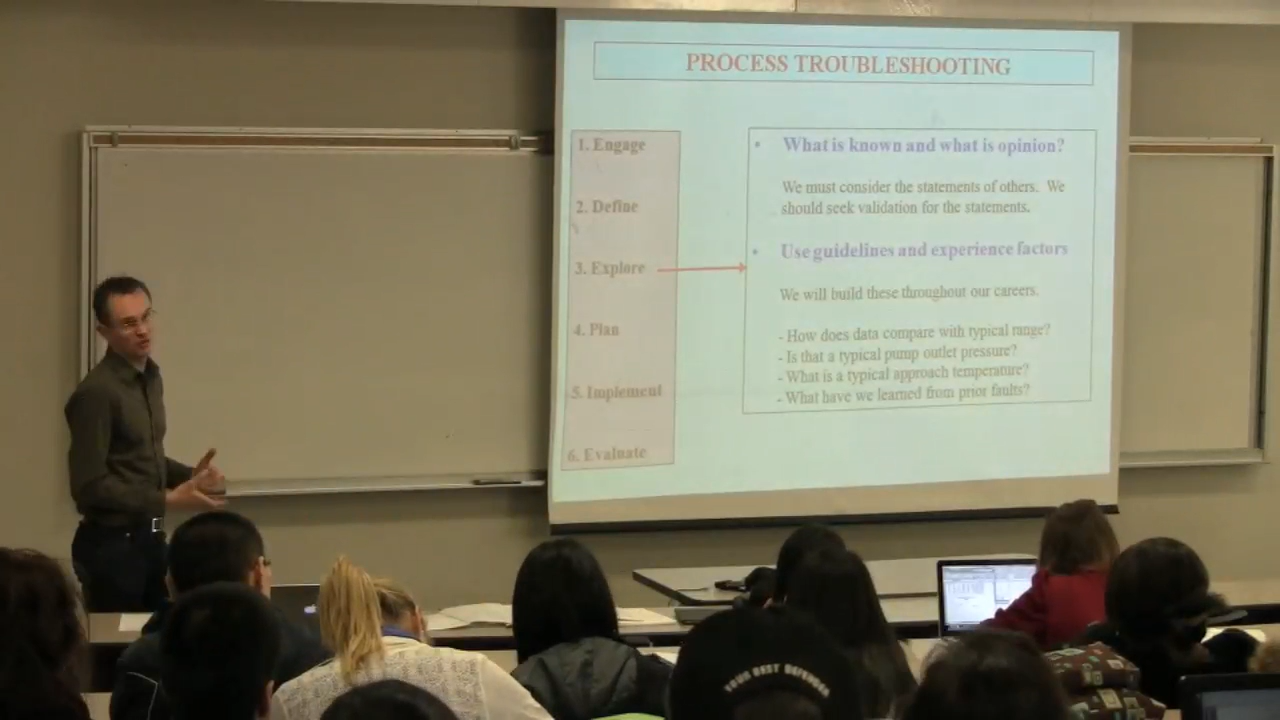 PROCESS TROUBLESHOOTING
1. Engage
2. Define
3. Explore
4. Plan
5. Implement
6. Evaluate
• What is known and what is opinion?
We must consider the statements of others. We
should seek validation for the statements.
• Use guidelines and experience factors
We will build these throughout our careers.
- How does data compare with typical range?
- Is that a typical pump outlet pressure?
- What is a typical approach temperature?
- What have we learned from prior faults?
YOUR BEST DEFENDER